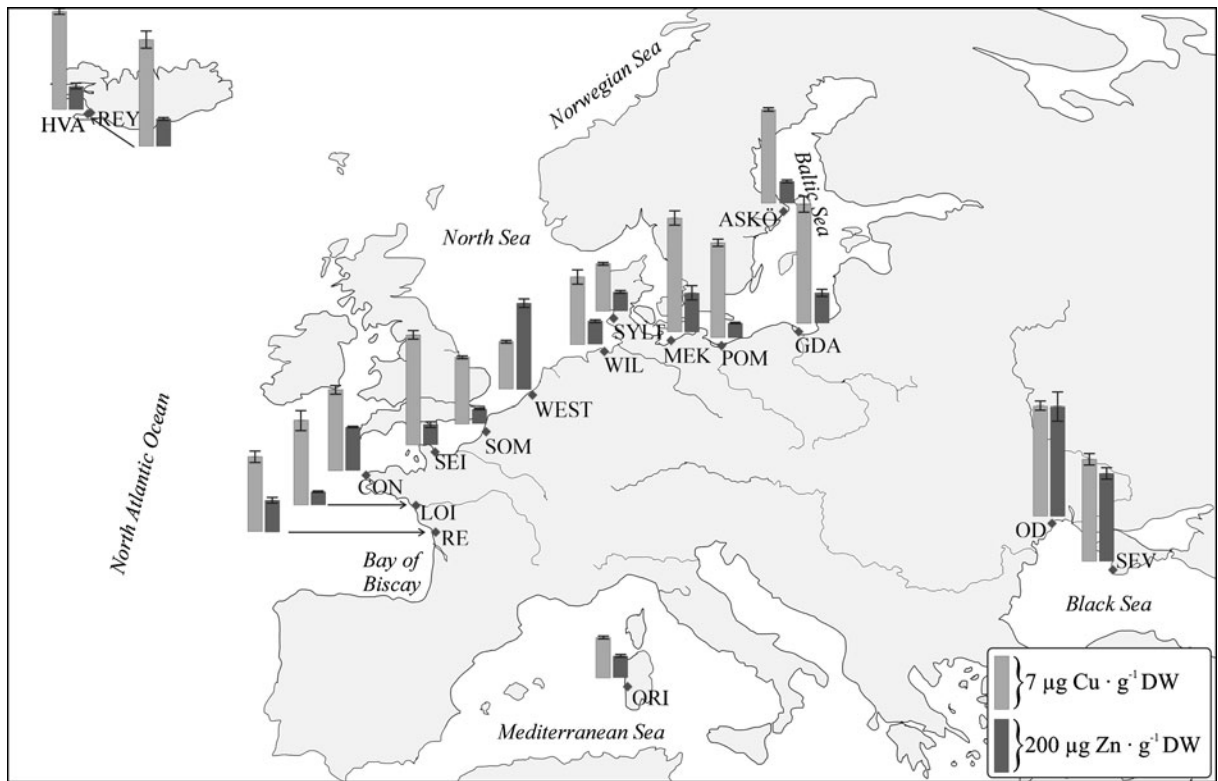 Norwegian Sea
HVA
REY
Baltic Sea
ASKÖ
North Sea
SYLT
WIL
MEK
POM
GDA
WEST
SOM
SEI
CON
LOI
RE
North Atlantic Ocean
Bay of
Biscay
OD
SEV
Black Sea
ORI
Mediterranean Sea
7 µg Cu · g⁻¹ DW
200 µg Zn · g⁻¹ DW